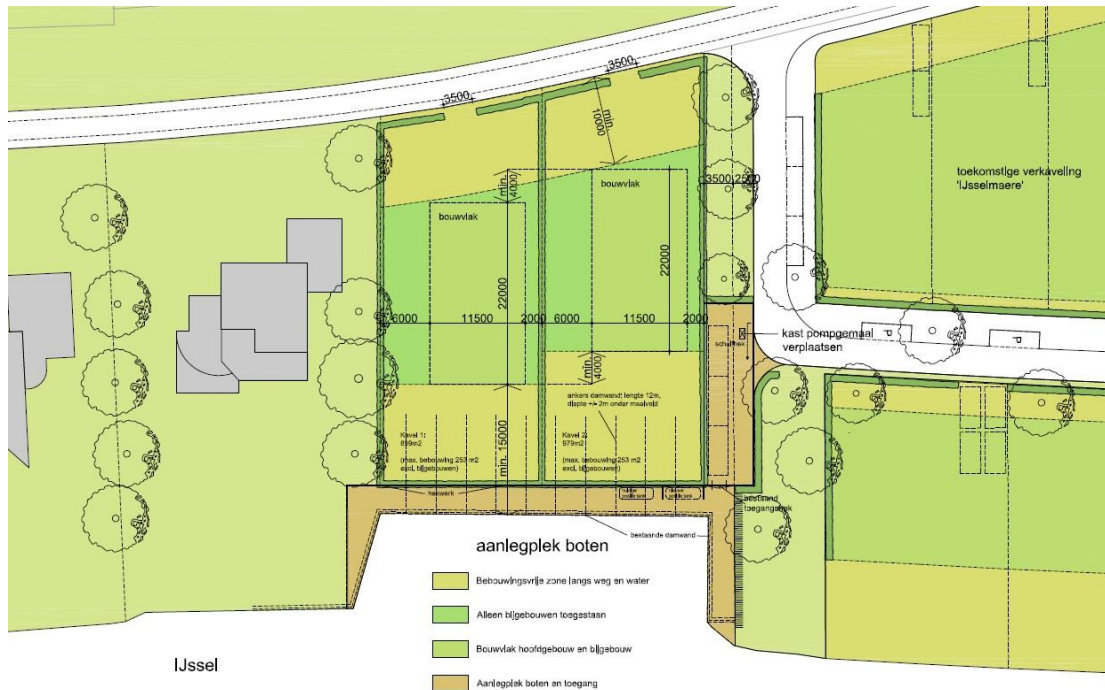 3500
3500
min.
10000
min.
4000
bouwvlak
bouwvlak
3500
2500
toekomstige verkaveling
'IJsselmaere'
22000
22000
6000
11500
2000
6000
11500
2000
kast pompgemaal
verplaatsen
P
P
min.
4000
ankers damwand; lengte 12m,
diepte +/- 2m onder maaiveld
Kavel 1:
Kavel 2:
979m2
(max. bebouwing 253 m2
excl. bijgebouwen)
(max. bebouwing 253 m2
excl. bijgebouwen)
min. 15000
hekwerk
bestaand
toegangshek
bestaande damwand
aanlegplek boten
Bebouwingsvrije zone langs weg en water
Alleen bijgebouwen toegestaan
Bouwvlak hoofdgebouw en bijgebouw
Aanlegplek boten en toegang
IJssel